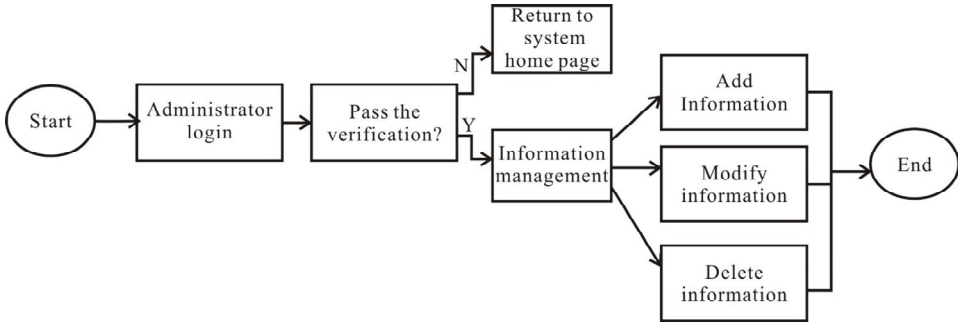 Start
Administrator
login
Pass the
verification?
N
Return to
system
home page
Y
Information
management
Add
Information
Modify
information
Delete
information
End